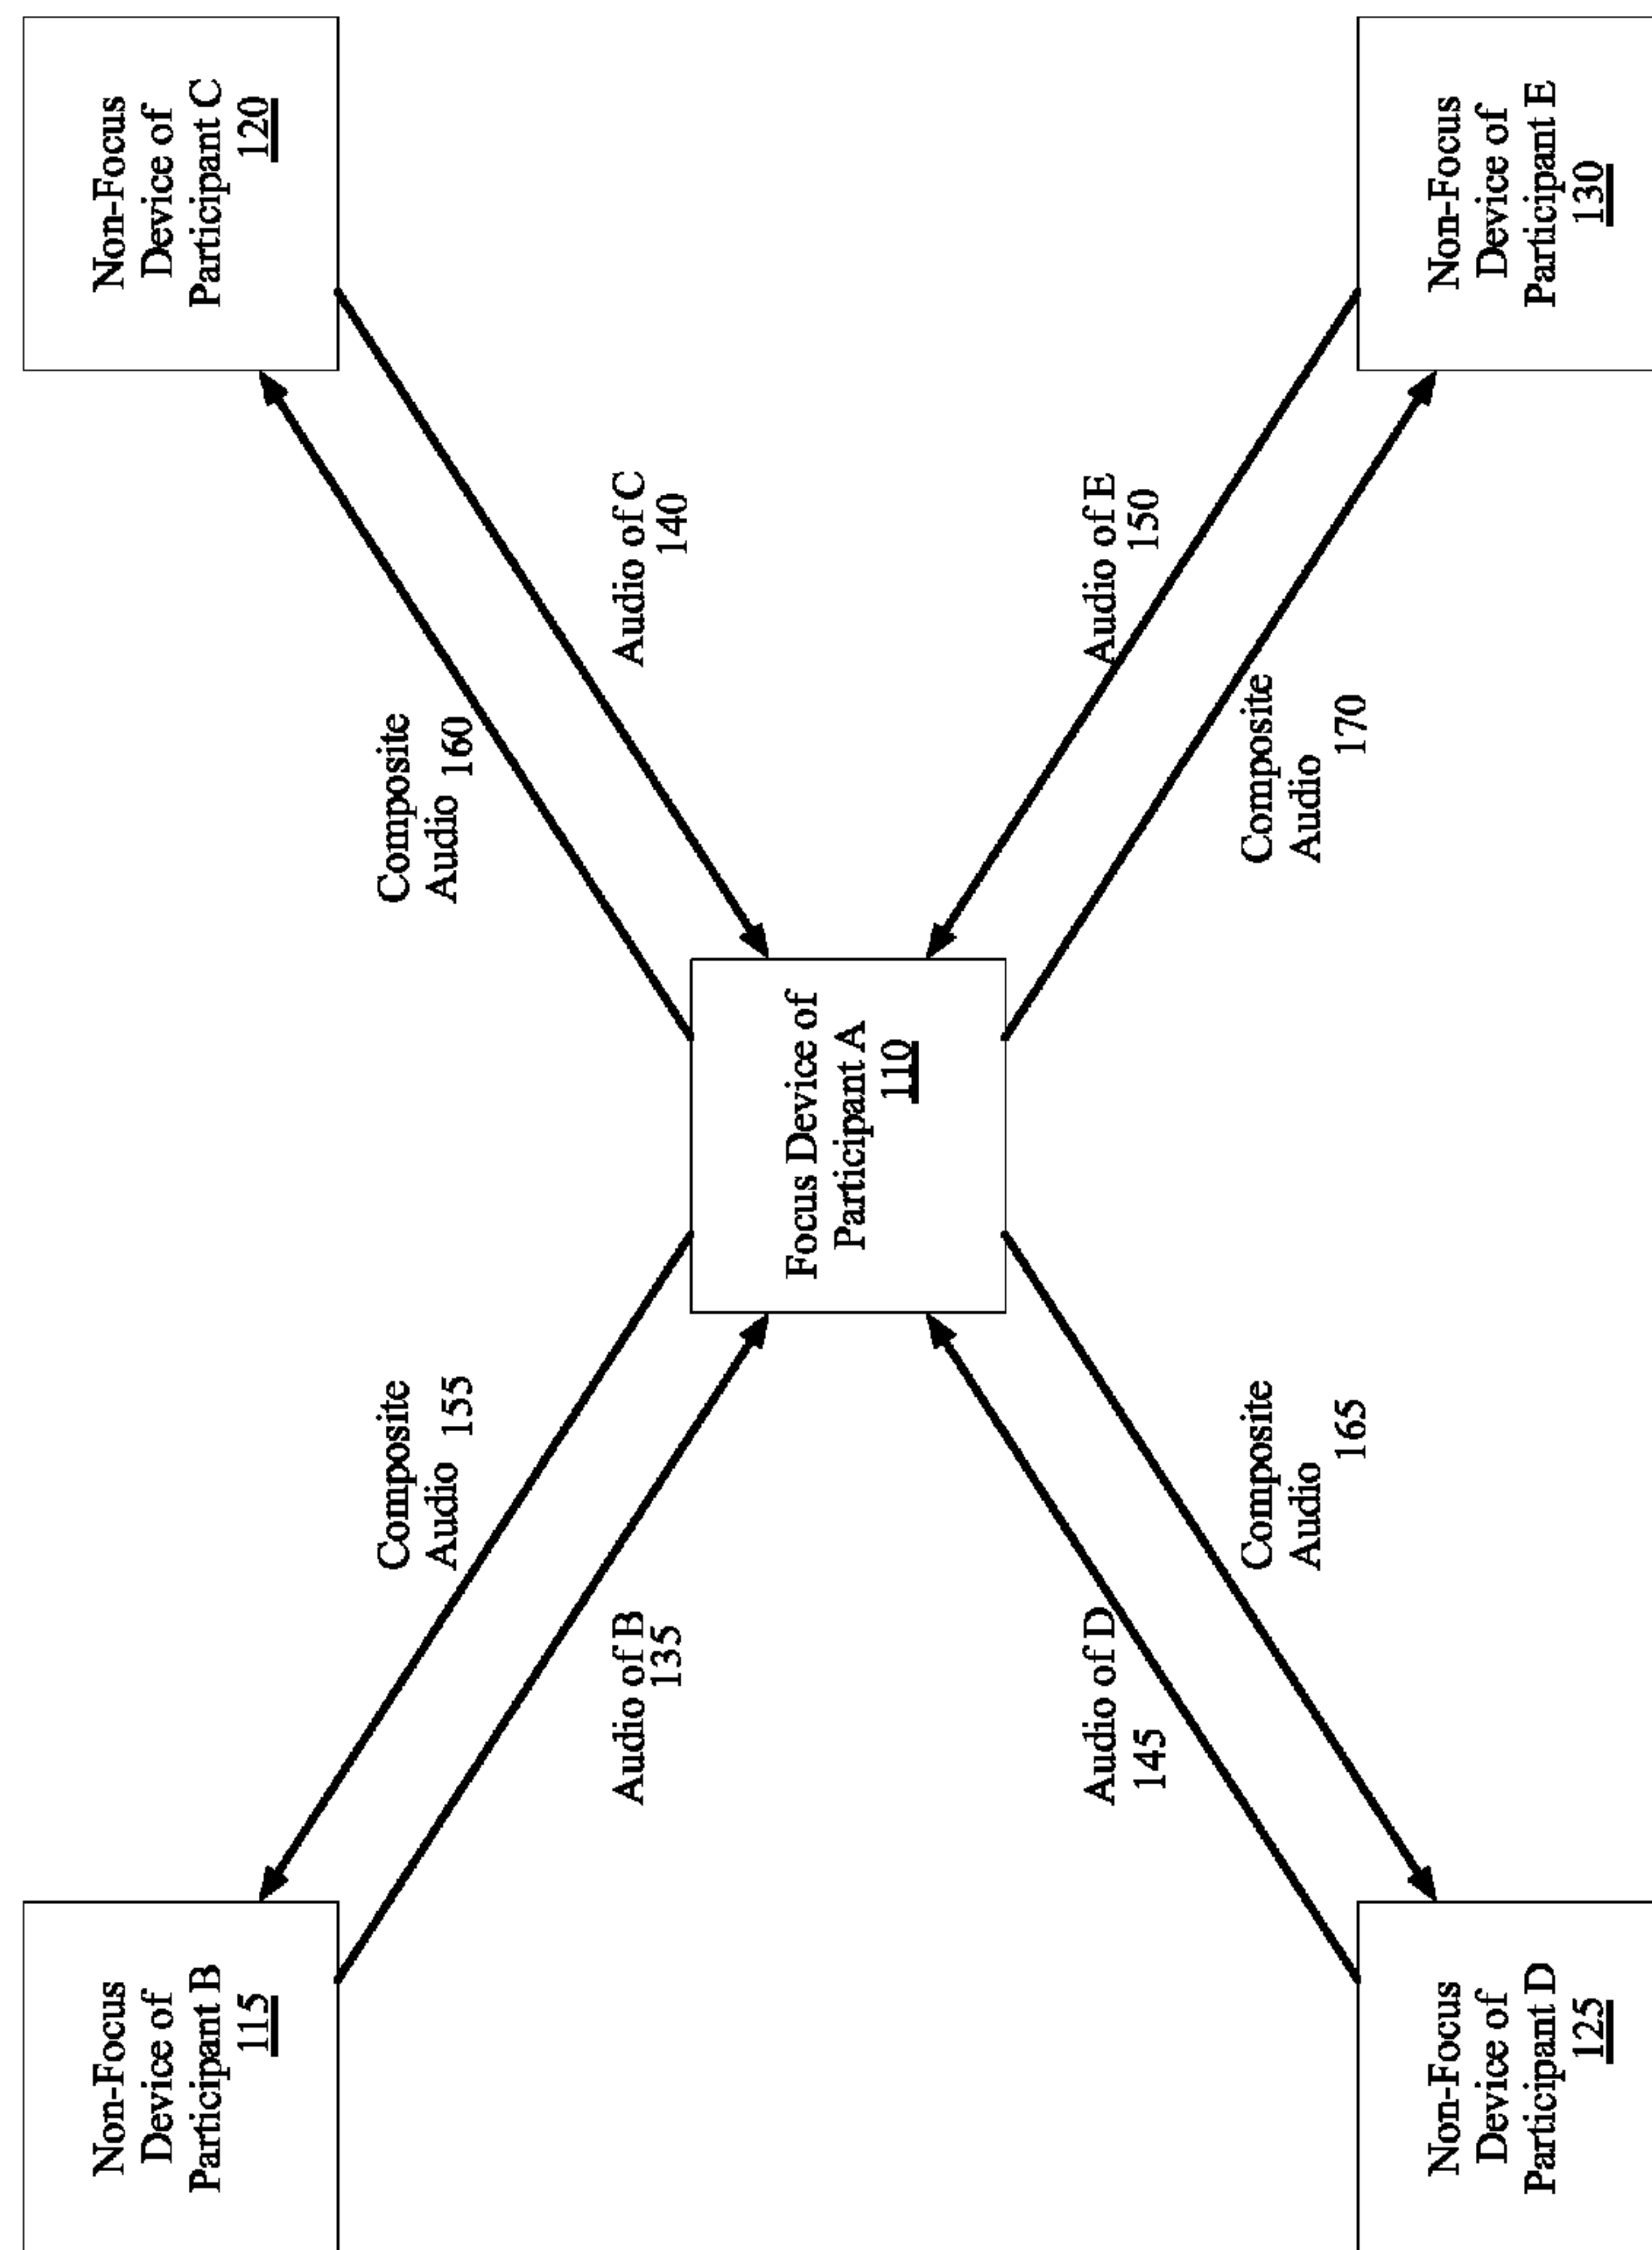 Non-Focus
Device of
Participant B
115
Non-Focus
Device of
Participant C
120
Composite
Audio 155
Composite
Audio 160
Audio of B
135
Audio of C
140
Focus Device of
Participant A
110
Audio of D
145
Audio of E
150
Composite
Audio
165
Composite
Audio
170
Non-Focus
Device of
Participant D
125
Non-Focus
Device of
Participant E
130